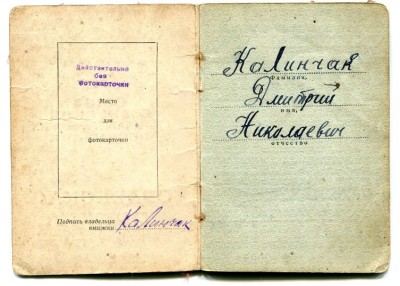 Действительно
без
фотокарточки
Место
для
фотокарточки
Подпись владельца
книжки Калинчак
Калинчак
фамилия,
Дмитрий
имя,
Николаевич
отчество